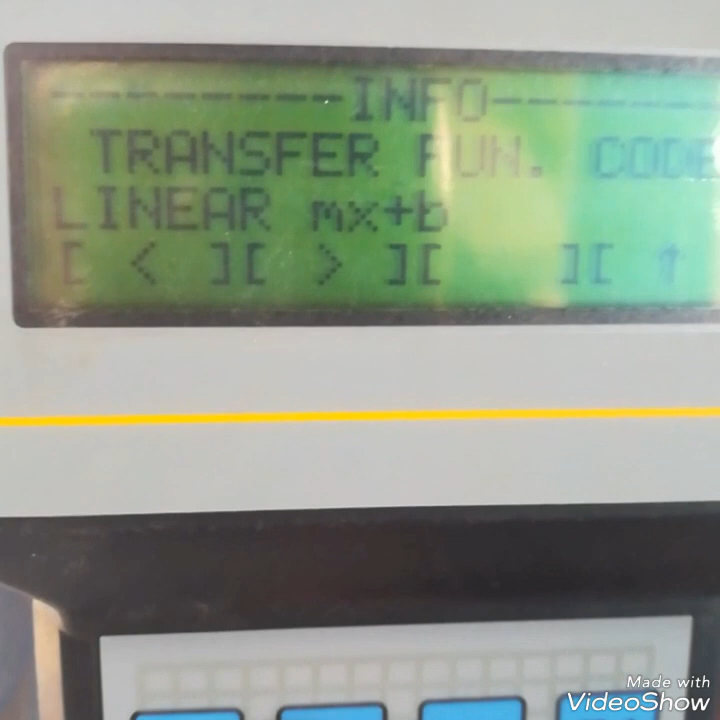 ---------INFO-------
TRANSFER FUN. CODE
LINEAR mx+b
[ < ][ > ][    ][ ↑
Made with
VideoShow